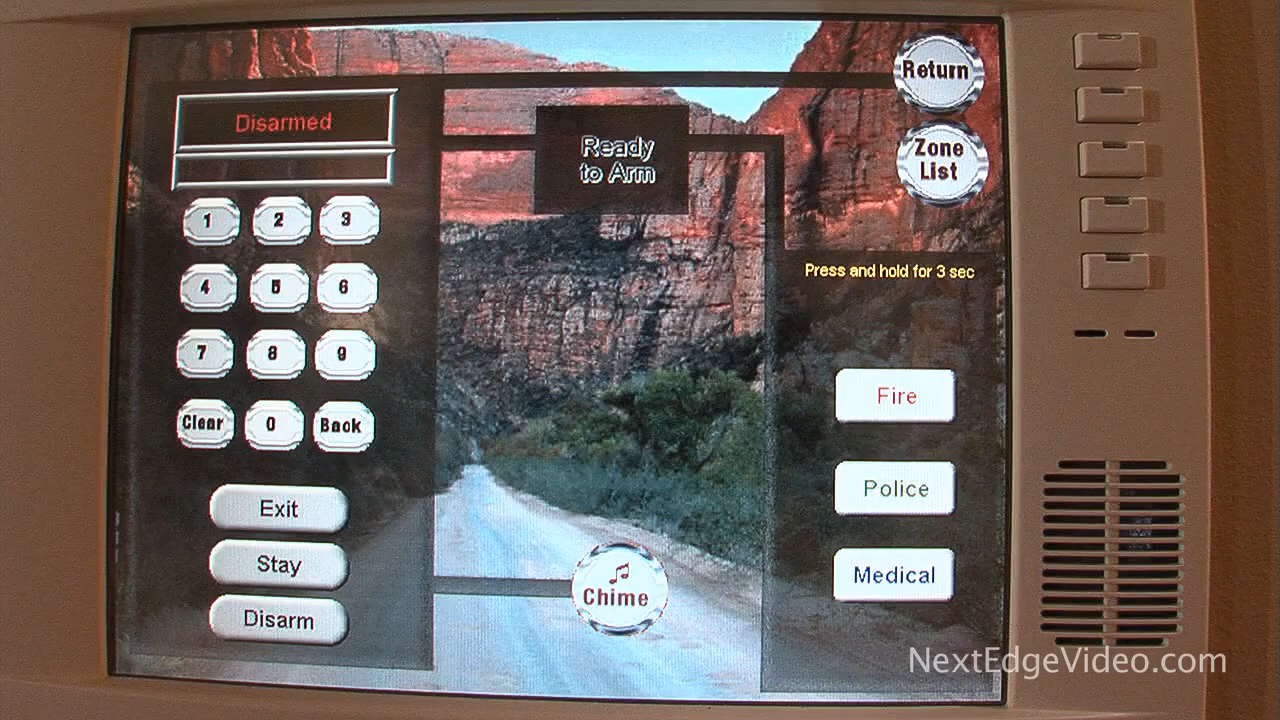 Disarmed
Ready
to Arm
Return
Zone
List
1 2 3
4 5 6
7 8 9
Clear 0 Back
Exit
Stay
Disarm
Chime
Press and hold for 3 sec
Fire
Police
Medical
NextEdgeVideo.com